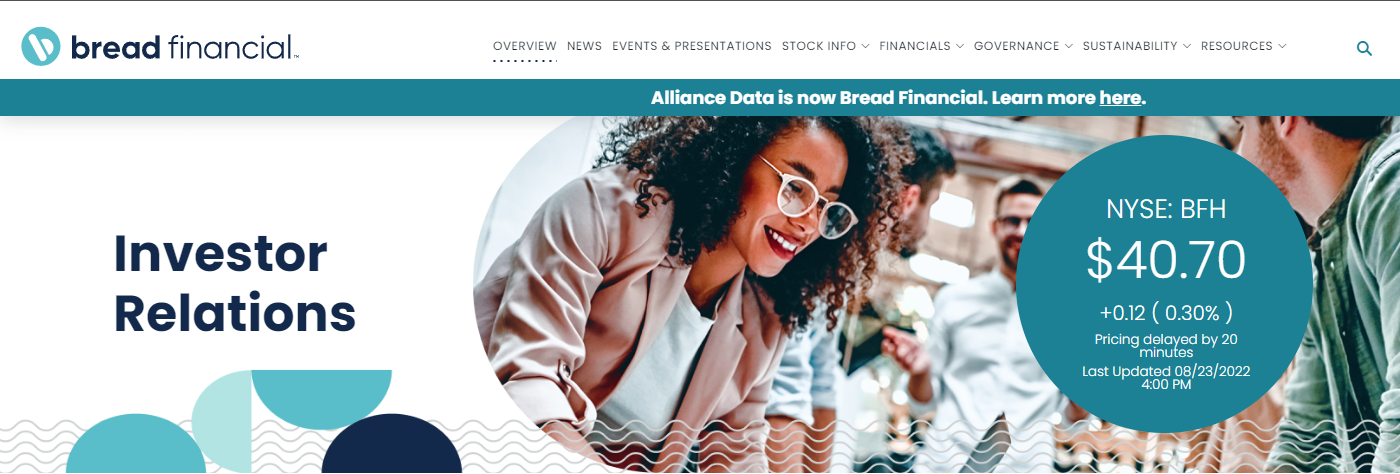 bread financial™
OVERVIEW NEWS EVENTS & PRESENTATIONS STOCK INFO FINANCIALS GOVERNANCE SUSTAINABILITY RESOURCES
Alliance Data is now Bread Financial. Learn more here.
Investor
Relations
NYSE: BFH
$40.70
+0.12 ( 0.30% )
Pricing delayed by 20
minutes
Last Updated 08/23/2022
4:00 PM